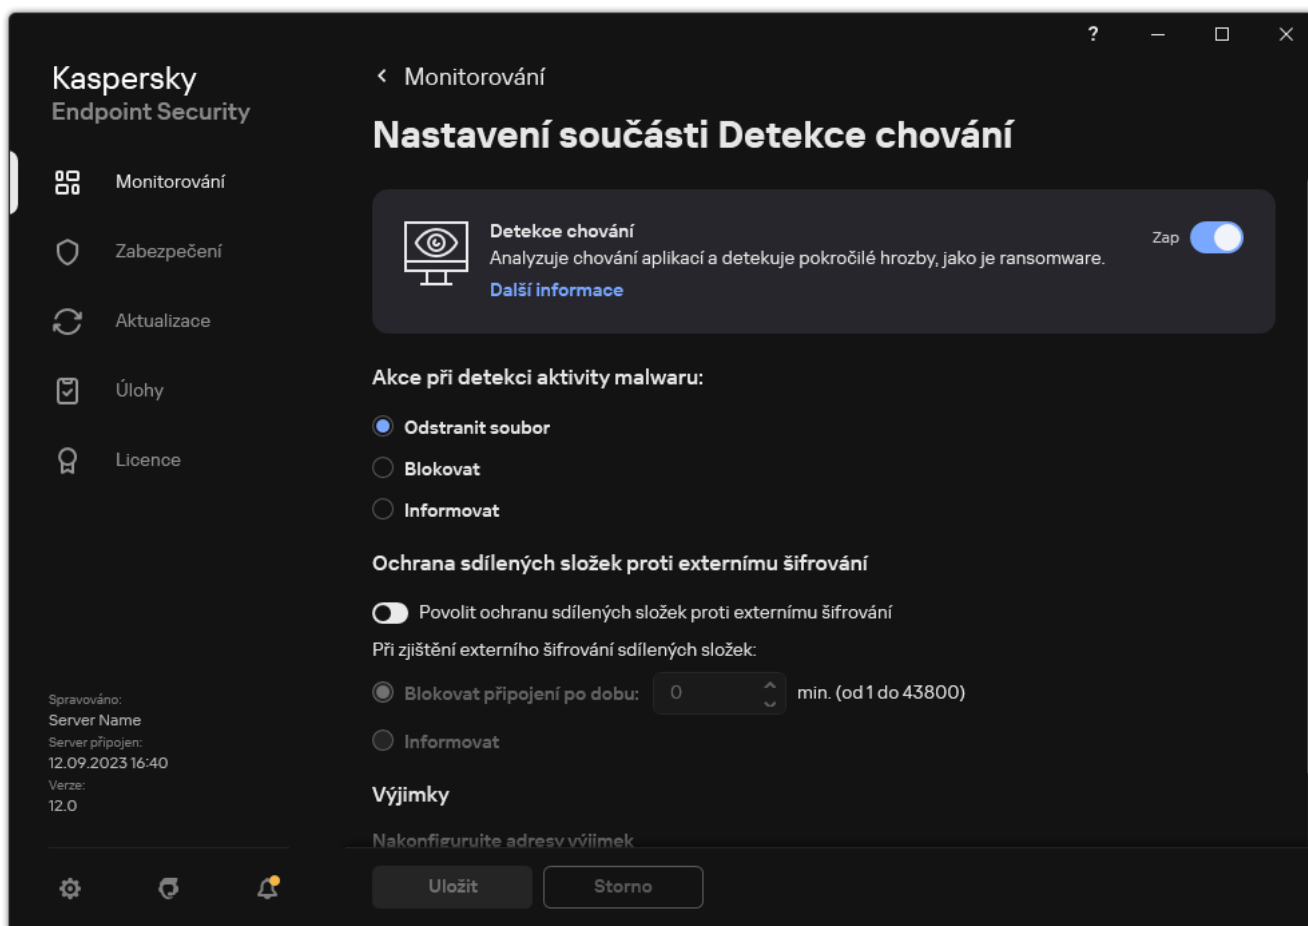 ?
Kaspersky
Endpoint Security
Monitorování
Zabezpečení
Aktualizace
Úlohy
Licence
Spravováno:
Server Name
Server připojen:
12.09.2023 16:40
Verze:
12.0
Monitorování
Nastavení součásti Detekce chování
Detekce chování
Analyzuje chování aplikací a detekuje pokročilé hrozby, jako je ransomware.
Další informace
Zap
Akce při detekci aktivity malwaru:
Odstranit soubor
Blokovat
Informovat
Ochrana sdílených složek proti externímu šifrování
Povolit ochranu sdílených složek proti externímu šifrování
Při zjištění externího šifrování sdílených složek:
Blokovat připojení po dobu: 0 min. (od 1 do 43800)
Informovat
Výjimky
Nakonfigurujte adresy výjimek
Uložit
Storno